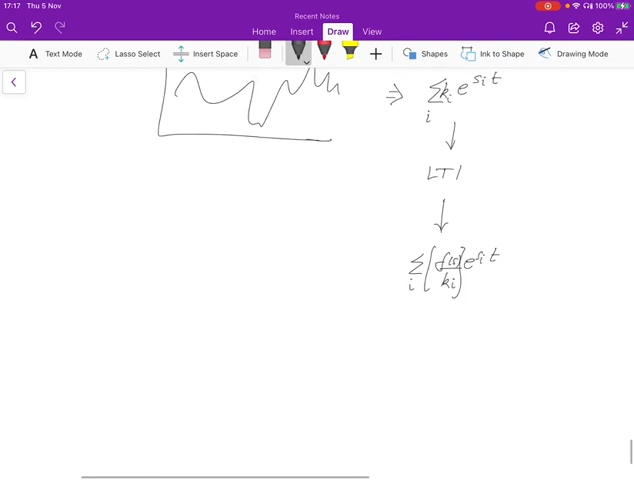 17:17 Thu 5 Nov
100%
Recent Notes
Home Insert Draw View
Text Mode Lasso Select Insert Space Shapes Ink to Shape Drawing Mode
⇒ ∑ᵢ kᵢ e^{sᵢt}
↓
LTI
↓
∑ᵢ [f(s)/kᵢ] e^{sᵢt}